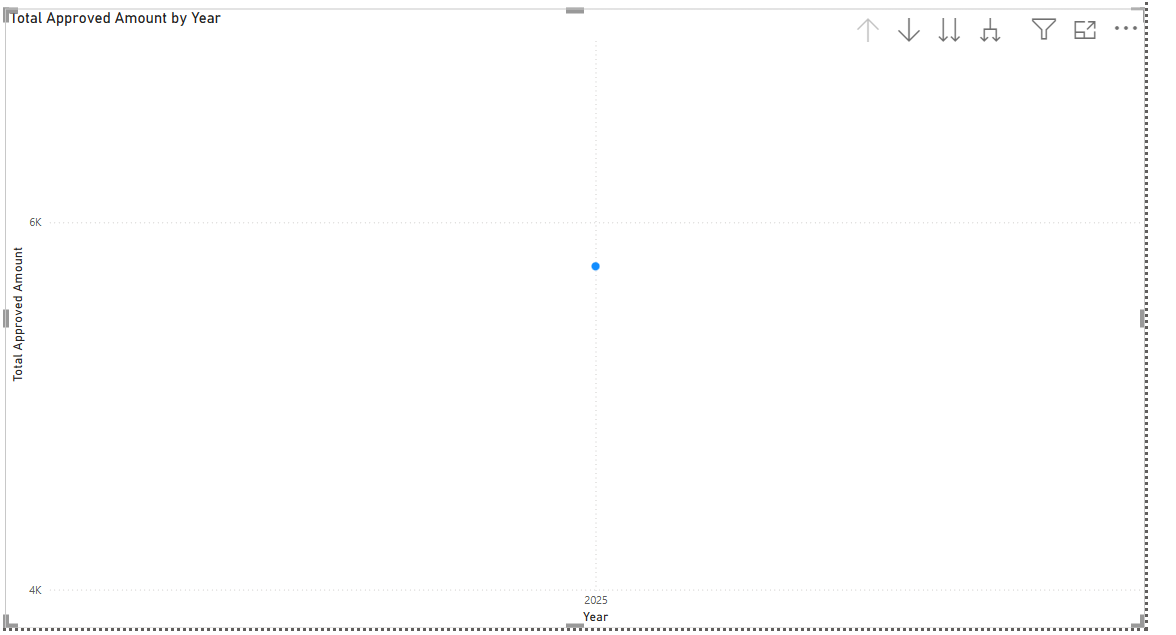 Total Approved Amount by Year
6K
Total Approved Amount
4K
2025
Year